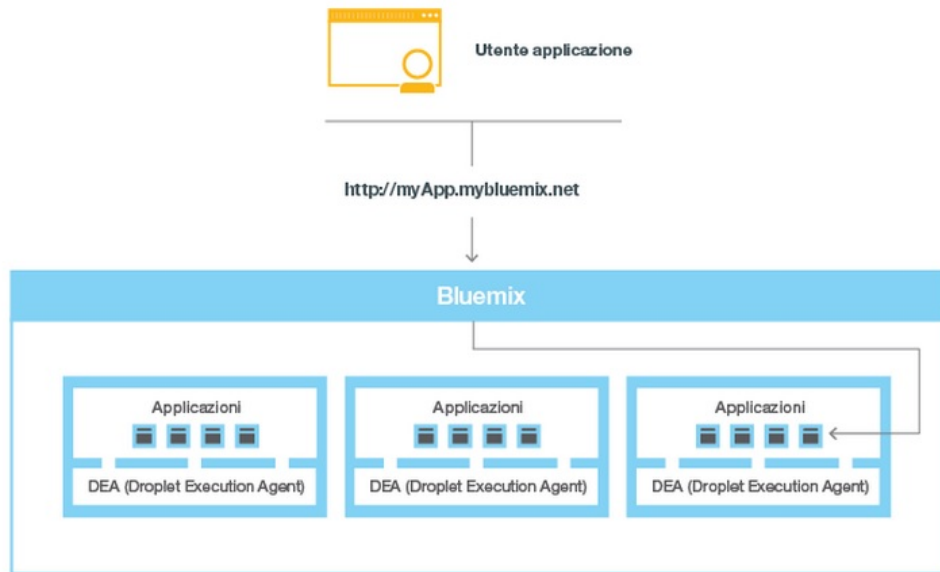 Utente applicazione
http://myApp.mybluemix.net
Bluemix
Applicazioni
Applicazioni
Applicazioni
DEA (Droplet Execution Agent)
DEA (Droplet Execution Agent)
DEA (Droplet Execution Agent)